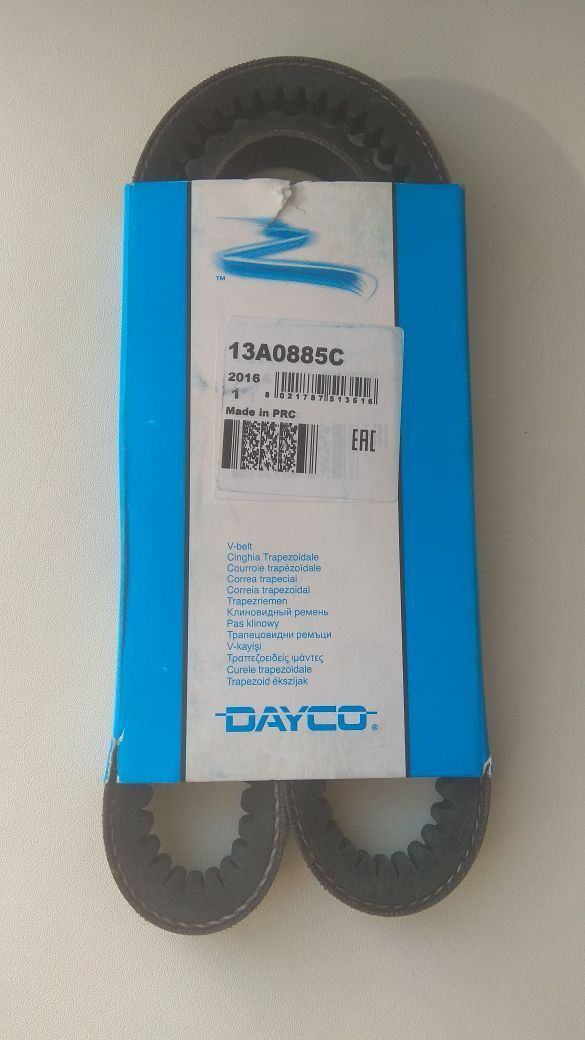 TM
13A0885C
2016
1
8 021787 513516
Made in PRC
EAC
V-belt
Cinghia Trapezoidale
Courroie trapézoïdale
Correa trapecial
Correia trapezoidal
Trapezriemen
Клиновидный ремень
Pas klinowy
Трапецовидни ремъци
V-kayişi
Τραπεζοειδείς ιμάντες
Curele trapezoidale
Trapezoid ékszíjak
DAYCO®